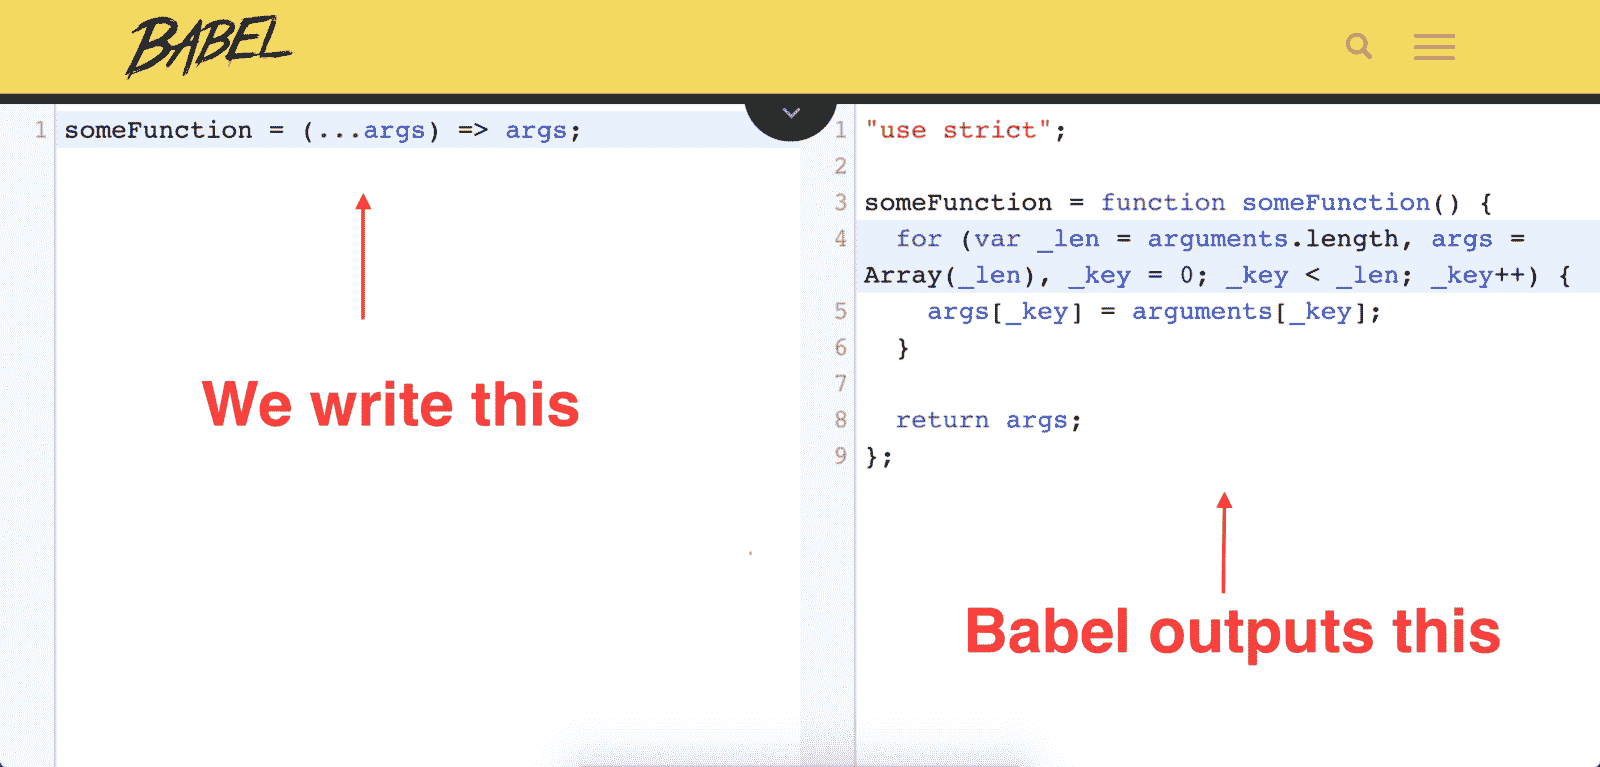 BABEL
1 someFunction = (...args) => args;
We write this
1 "use strict";
2
3 someFunction = function someFunction() {
4 for (var _len = arguments.length, args =
Array(_len), _key = 0; _key < _len; _key++) {
5 args[_key] = arguments[_key];
6 }
7
8 return args;
9 };
Babel outputs this